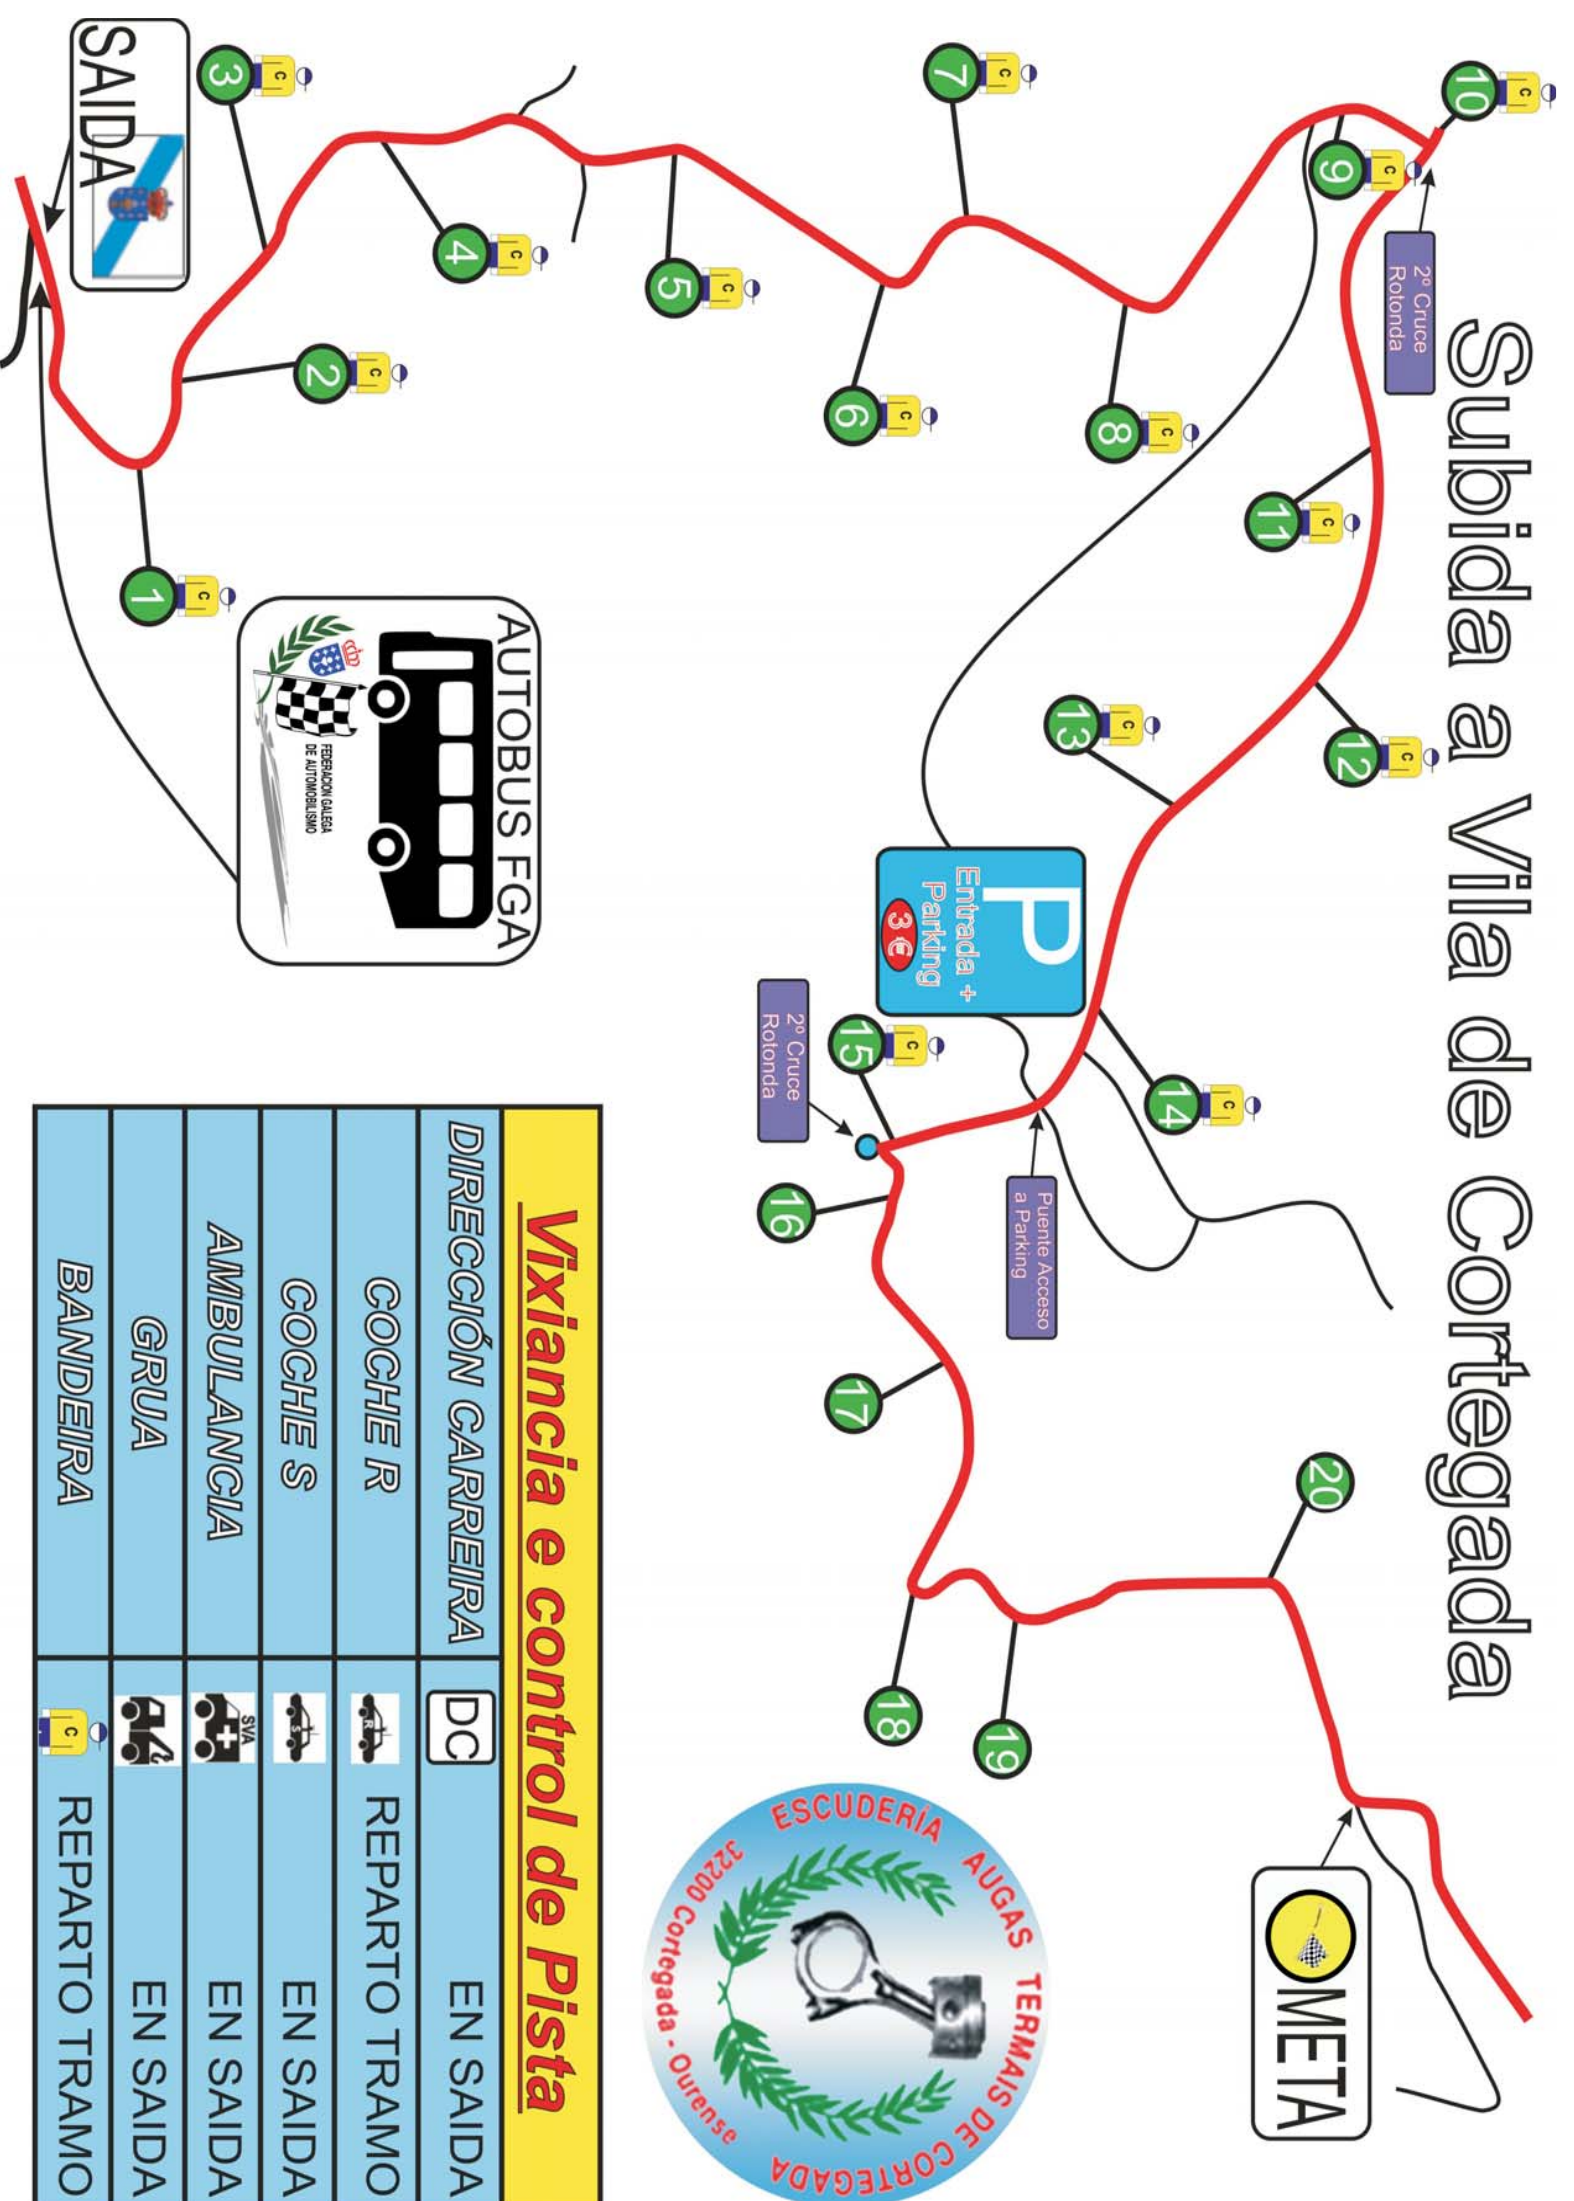 Subida a Vila de Cortegada
SAIDA
AUTOBUS FGA
FEDERACION GALEGA
DE AUTOMOBILISMO
1
C
2
C
3
C
4
C
5
C
6
C
7
C
8
C
9
C
10
C
2º Cruce
Rotonda
11
C
12
C
13
C
P
Entrada +
Parking
3 €
14
C
Puente Acceso
a Parking
15
C
2º Cruce
Rotonda
16
17
18
19
20
META
ESCUDERÍA AUGAS TERMAIS DE CORTEGADA
32200 Cortegada - Ourense
Vixiancia e control de Pista
DIRECCIÓN CARREIRA DC EN SAIDA
COCHE R R REPARTO TRAMO
COCHE S S EN SAIDA
AMBULANCIA SVA EN SAIDA
GRUA EN SAIDA
BANDEIRA C REPARTO TRAMO